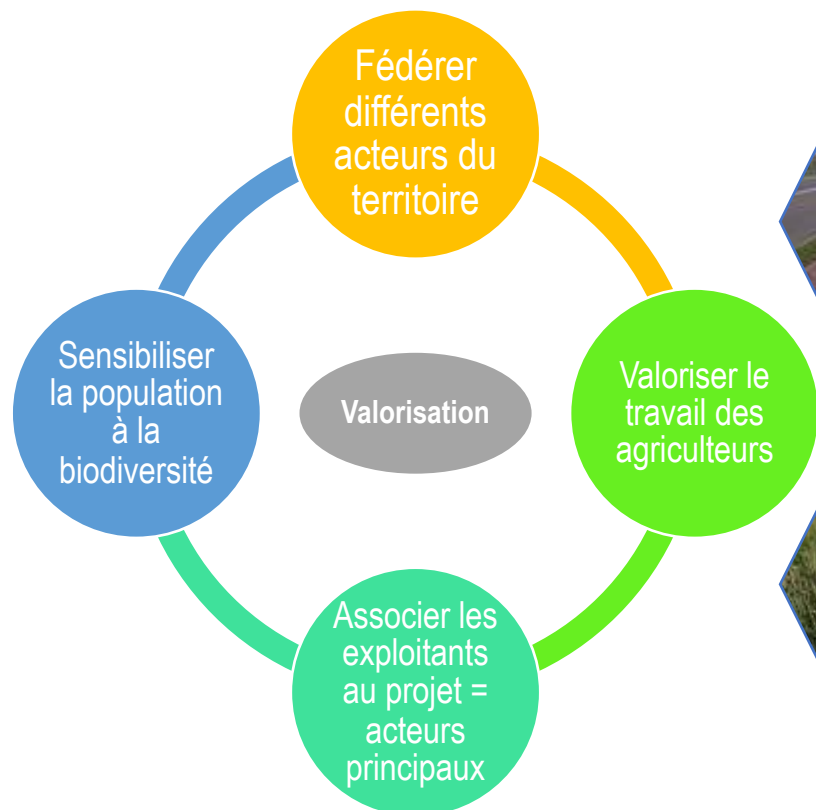 Fédérer
différents
acteurs du
territoire
Sensibiliser
la population
à la
biodiversité
Valorisation
Valoriser le
travail des
agriculteurs
Associer les
exploitants
au projet =
acteurs
principaux